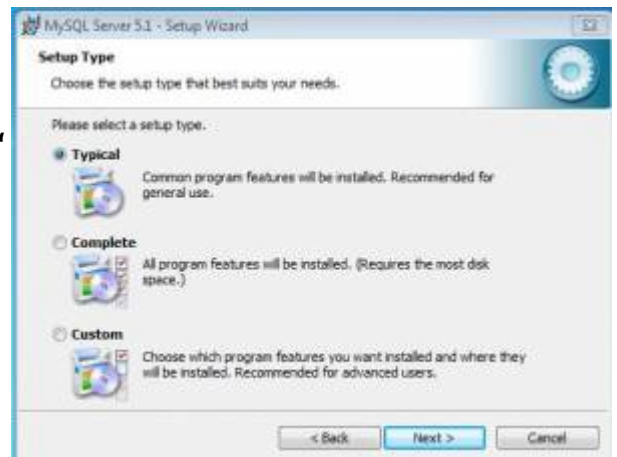 MySQL Server 5.1 - Setup Wizard
Setup Type
Choose the setup type that best suits your needs.
Please select a setup type.
Typical
Common program features will be installed. Recommended for
general use.
Complete
All program features will be installed. (Requires the most disk
space.)
Custom
Choose which program features you want installed and where they
will be installed. Recommended for advanced users.
< Back
Next >
Cancel